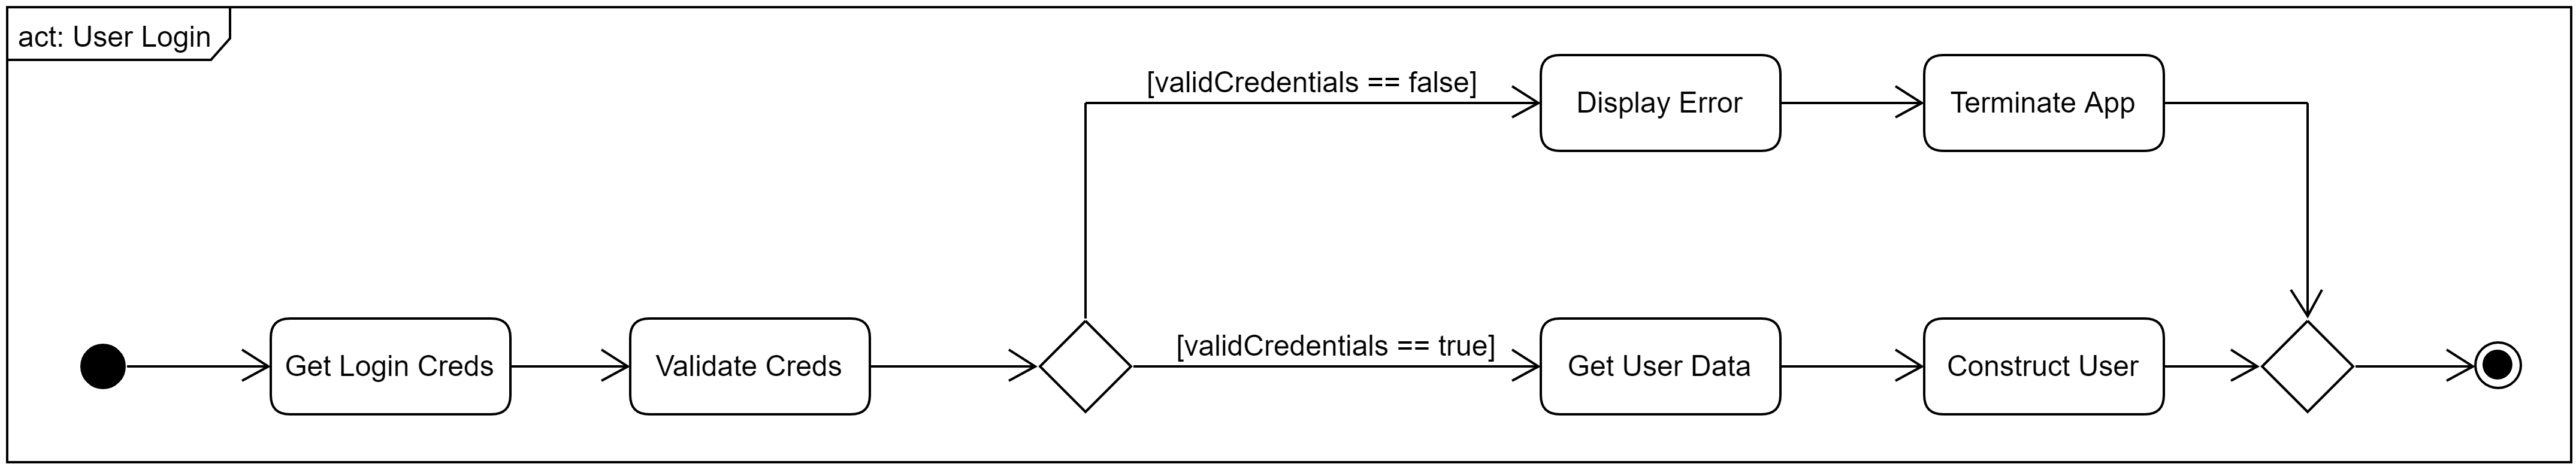 act: User Login
[validCredentials == false]
Display Error
Terminate App
Get Login Creds
Validate Creds
[validCredentials == true]
Get User Data
Construct User